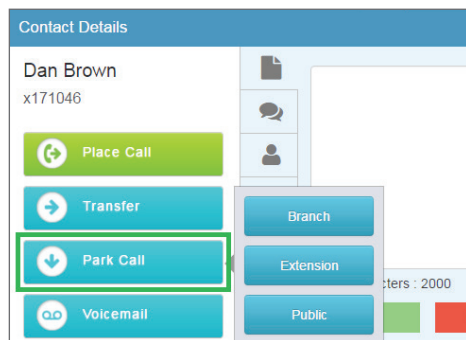 Contact Details
Dan Brown
x171046
Place Call
Transfer
Park Call
Voicemail
Branch
Extension
Public
cters : 2000